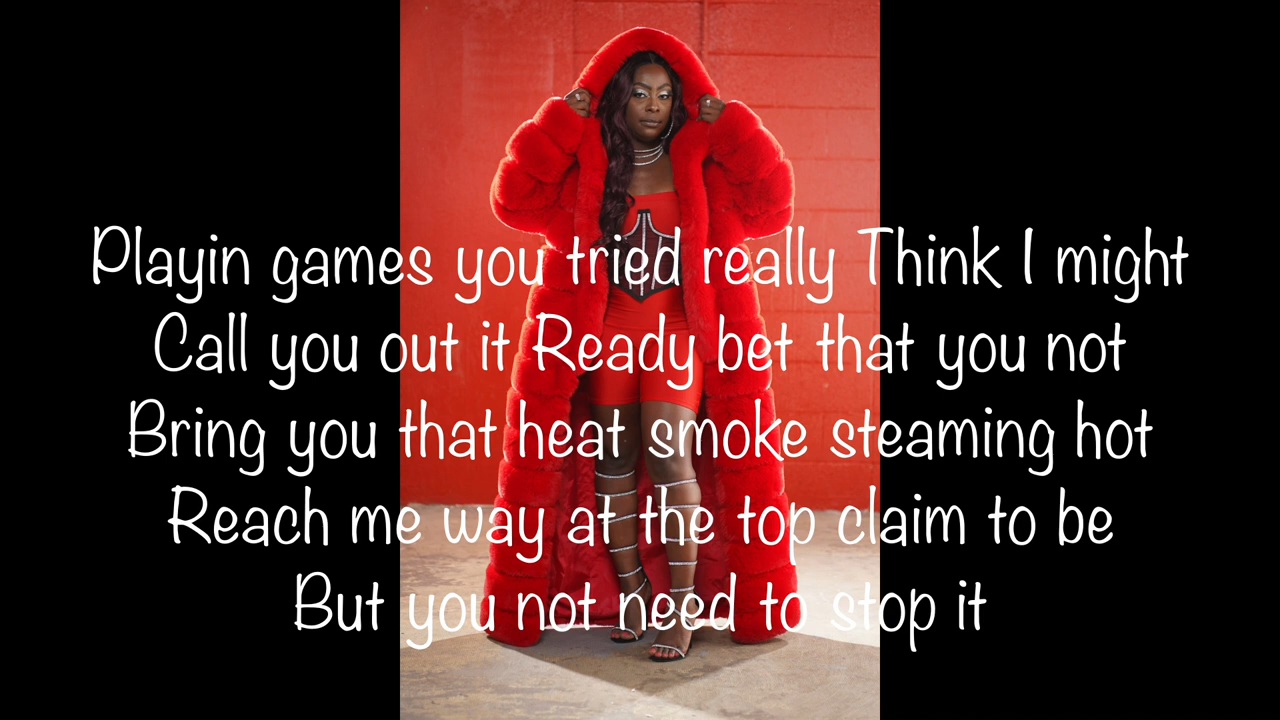 Playin games you tried really Think I might
Call you out it Ready bet that you not
Bring you that heat smoke steaming hot
Reach me way at the top claim to be
But you not need to stop it